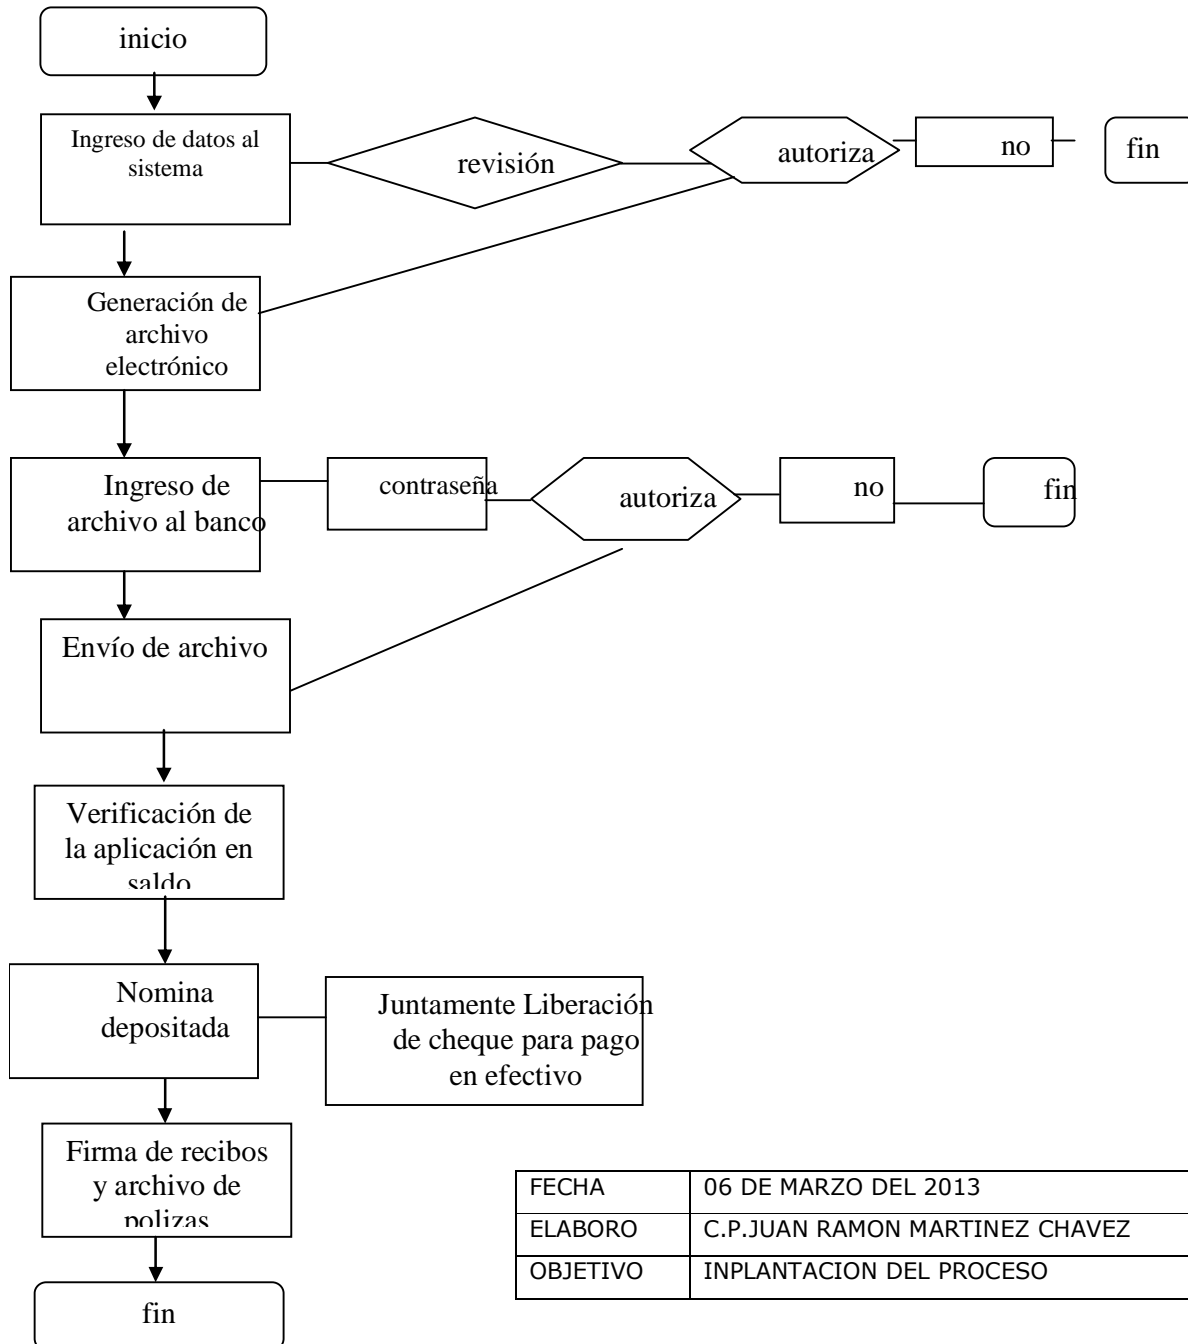 inicio
Ingreso de datos al
sistema
revisión
autoriza
no
fin
Generación de
archivo
electrónico
Ingreso de
archivo al banco
contraseña
autoriza
no
fin
Envío de archivo
Verificación de
la aplicación en
saldo
Nomina
depositada
Juntamente Liberación
de cheque para pago
en efectivo
Firma de recibos
y archivo de
polizas
fin
FECHA 06 DE MARZO DEL 2013
ELABORO C.P.JUAN RAMON MARTINEZ CHAVEZ
OBJETIVO INPLANTACION DEL PROCESO